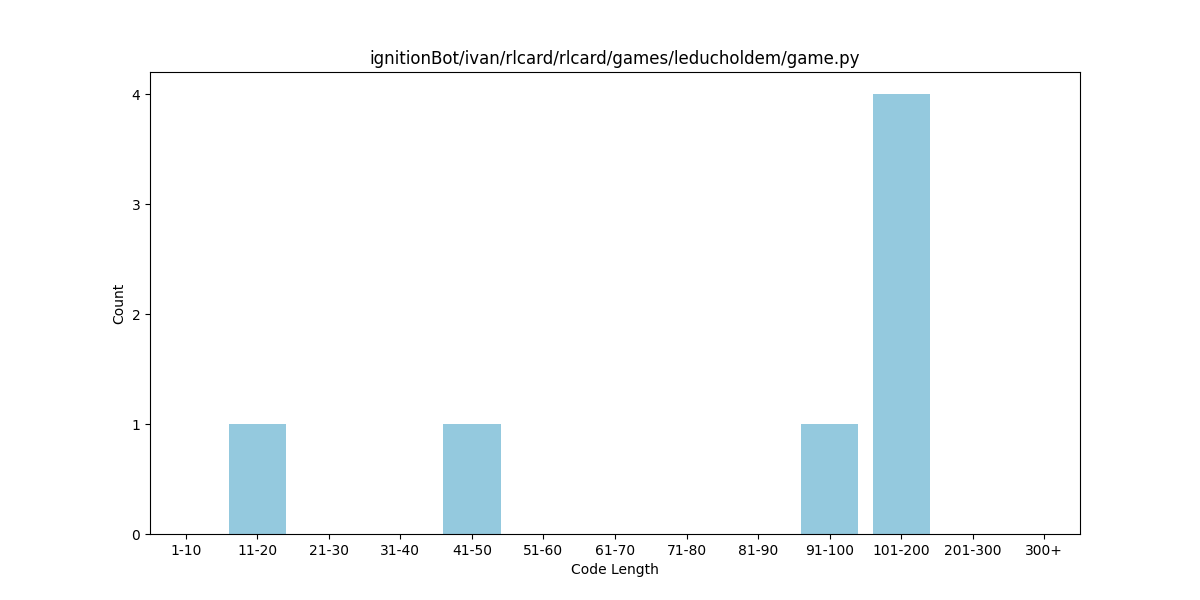 ignitionBot/ivan/rlcard/rlcard/games/leducholdem/game.py
4
3
2
1
0
Count
1-10 11-20 21-30 31-40 41-50 51-60 61-70 71-80 81-90 91-100 101-200 201-300 300+
Code Length